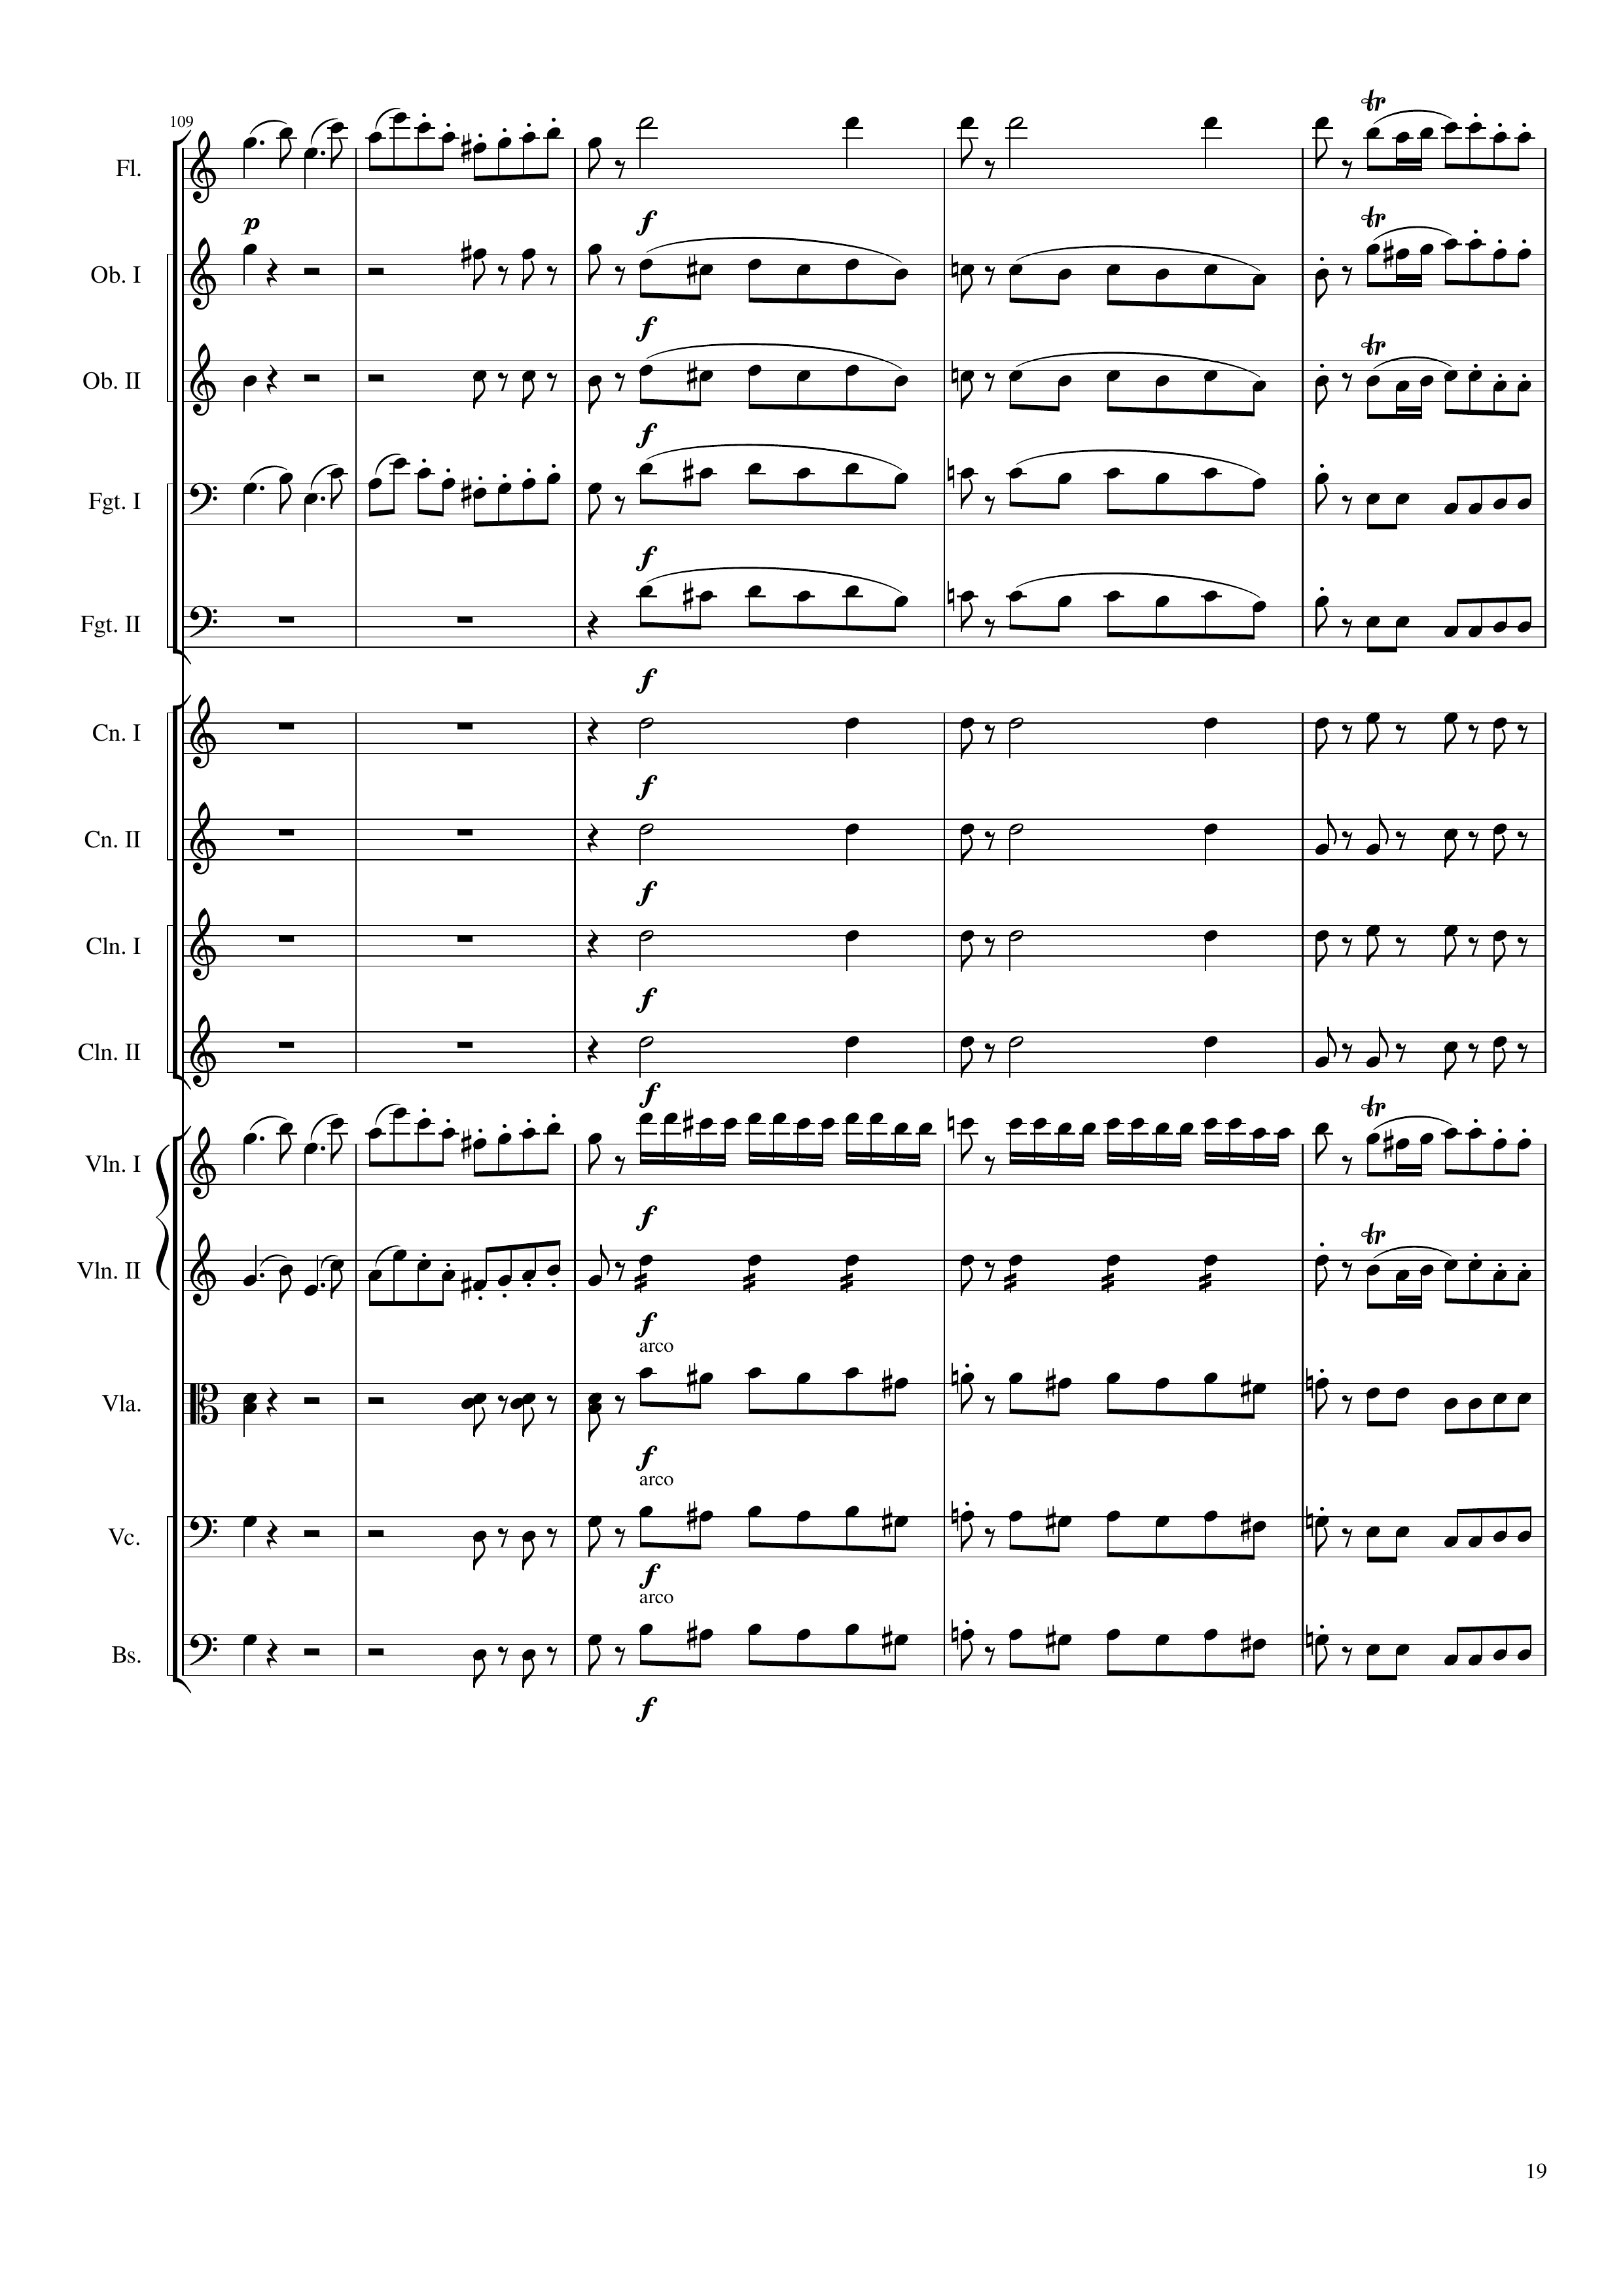 109
Fl.
p
f
Ob. I
f
Ob. II
f
Fgt. I
f
Fgt. II
f
Cn. I
f
Cn. II
f
Cln. I
f
Cln. II
f
Vln. I
f
Vln. II
f
arco
Vla.
f
arco
Vc.
f
arco
Bs.
f
19